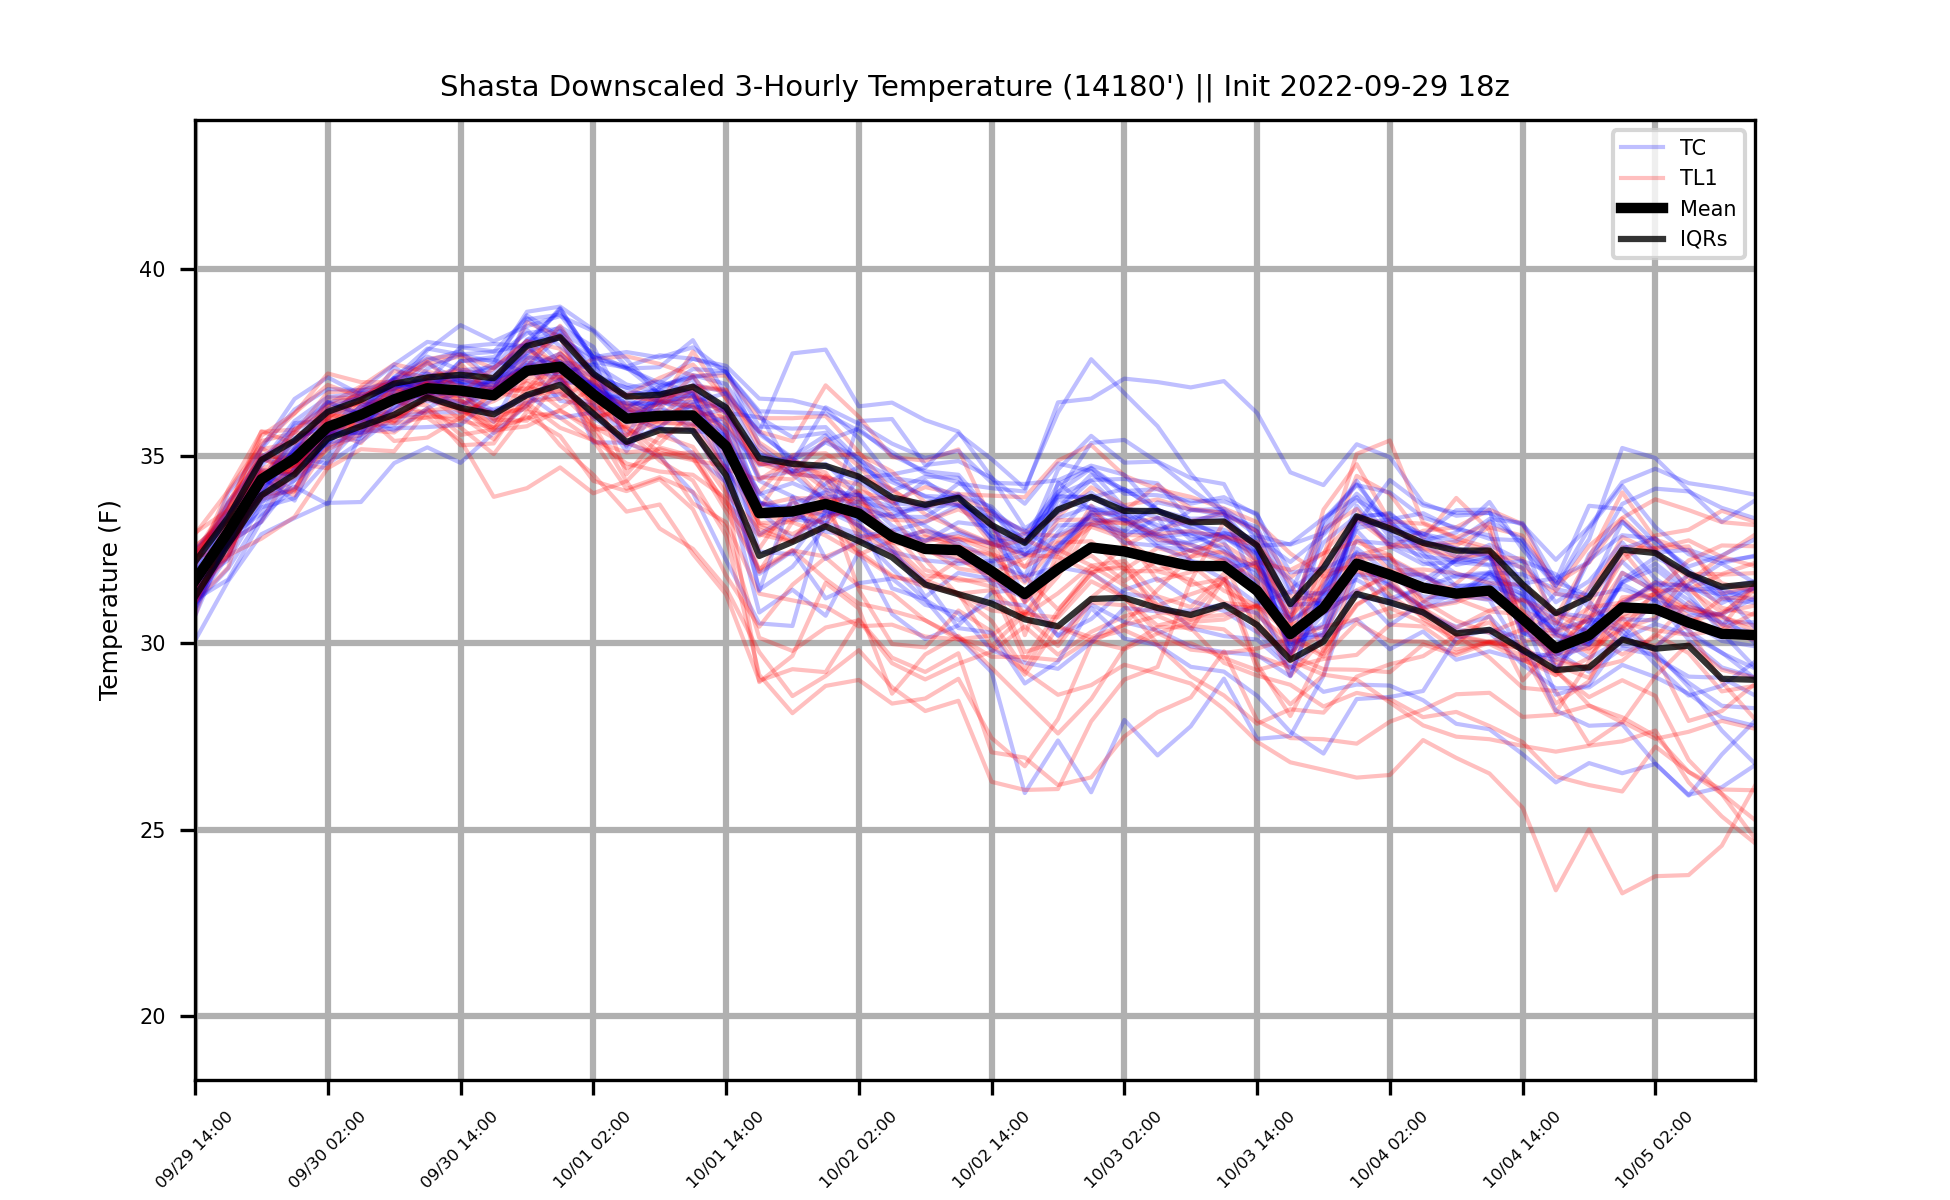 Shasta Downscaled 3-Hourly Temperature (14180') || Init 2022-09-29 18z
TC
TL1
Mean
IQRs
Temperature (F)
40
35
30
25
20
09/29 14:00
09/30 02:00
09/30 14:00
10/01 02:00
10/01 14:00
10/02 02:00
10/02 14:00
10/03 02:00
10/03 14:00
10/04 02:00
10/04 14:00
10/05 02:00